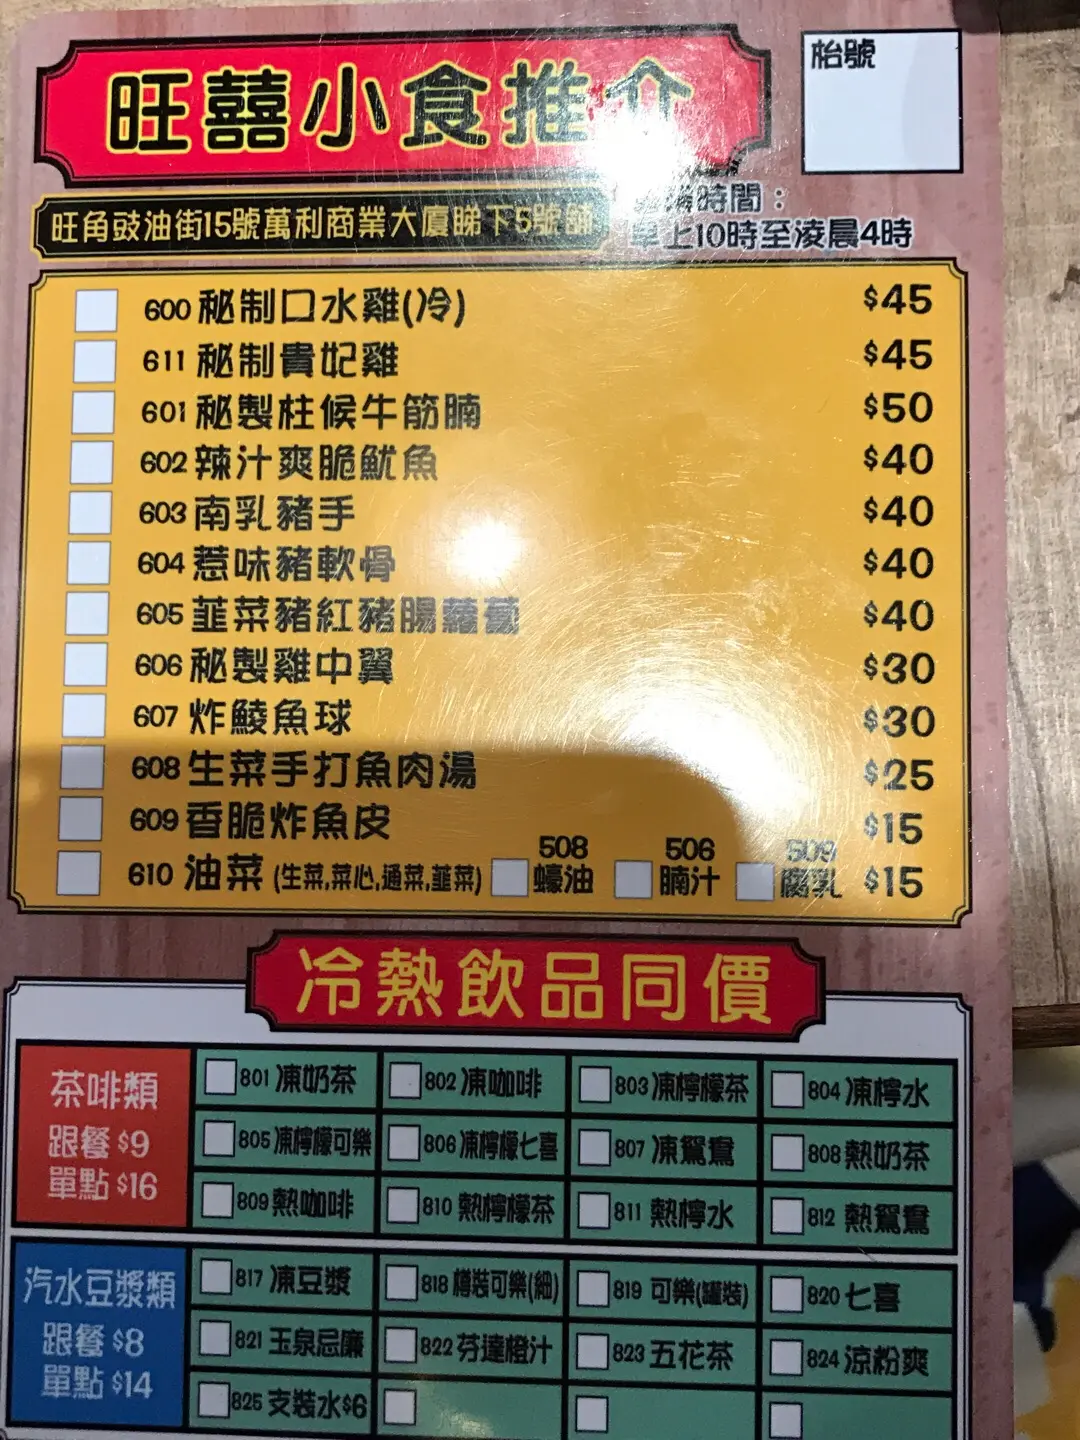 旺囍小食推介
枱號
旺角豉油街15號萬利商業大廈睇下5號舖
時間：
早上10時至淩晨4時
600 秘制口水雞(冷) $45
611 秘制貴妃雞 $45
601 秘製柱候牛筋腩 $50
602 辣汁爽脆魷魚 $40
603 南乳豬手 $40
604 惹味豬軟骨 $40
605 韮菜豬紅豬腸蘿蔔 $40
606 秘製雞中翼 $30
607 炸鯪魚球 $30
608 生菜手打魚肉湯 $25
609 香脆炸魚皮 $15
610 油菜 (生菜,菜心,通菜,韮菜) 508 蠔油 506 腩汁 509 腐乳 $15
冷熱飲品同價
茶啡類
跟餐 $9
單點 $16
801 凍奶茶 802 凍咖啡 803 凍檸檬茶 804 凍檸水
805 凍檸檬可樂 806 凍檸檬七喜 807 凍鴛鴦 808 熱奶茶
809 熱咖啡 810 熱檸檬茶 811 熱檸水 812 熱鴛鴦
汽水豆漿類
跟餐 $8
單點 $14
817 凍豆漿 818 樽裝可樂(細) 819 可樂(罐裝) 820 七喜
821 玉泉忌廉 822 芬達橙汁 823 五花茶 824 涼粉爽
825 支裝水$6